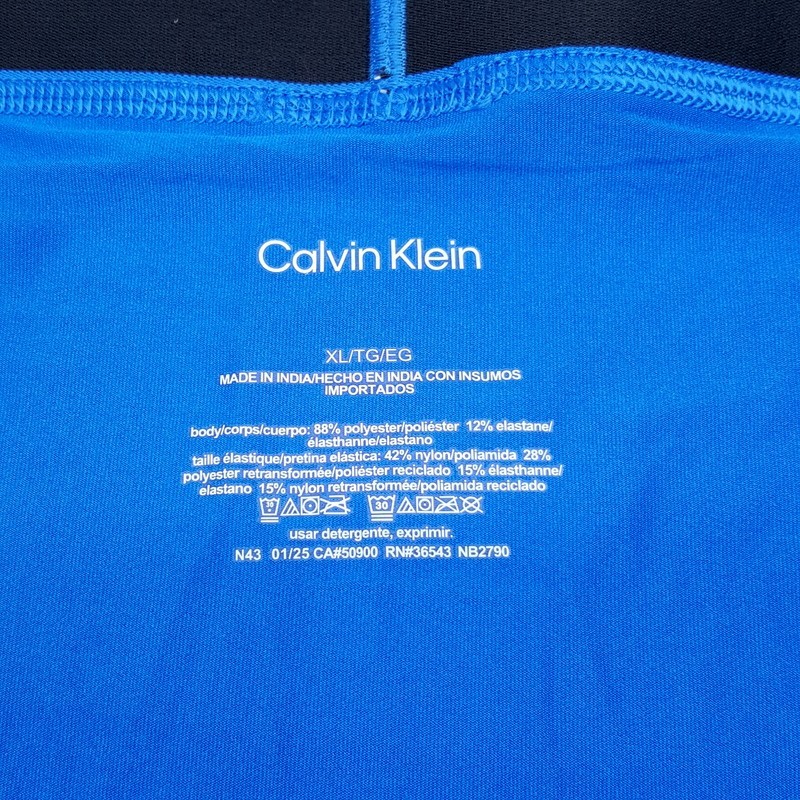 Calvin Klein
XL/TG/EG
MADE IN INDIA/HECHO EN INDIA CON INSUMOS
IMPORTADOS
body/corps/cuerpo: 88% polyester/poliéster 12% elastane/
élasthanne/elastano
taille élastique/pretina elástica: 42% nylon/poliamida 28%
polyester retransformée/poliéster reciclado 15% élasthanne/
elastano 15% nylon retransformée/poliamida reciclado
30
usar detergente, exprimir.
N43 01/25 CA#50900 RN#36543 NB2790